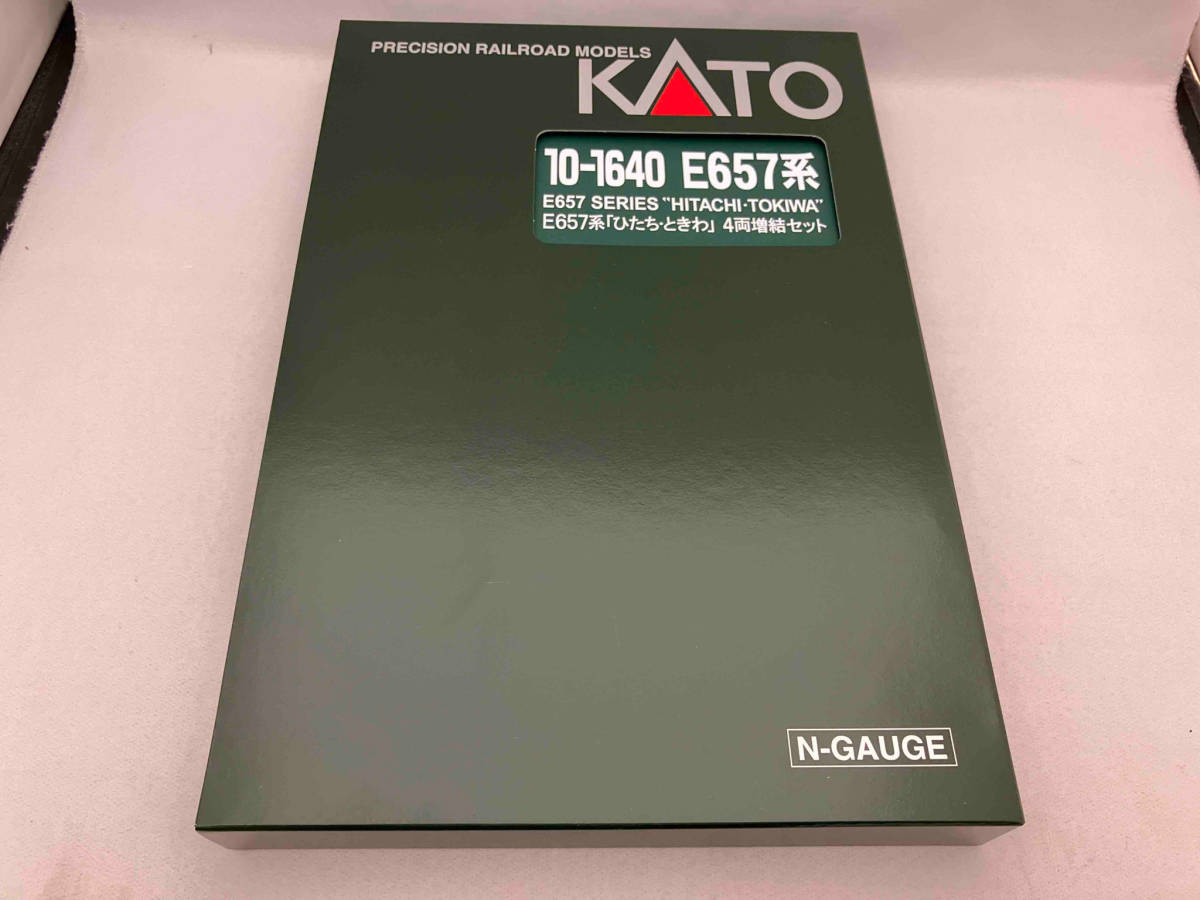 PRECISION RAILROAD MODELS
KATO
10-1640 E657系
E657 SERIES "HITACHI·TOKIWA"
E657系「ひたち・ときわ」 4両増結セット
N-GAUGE